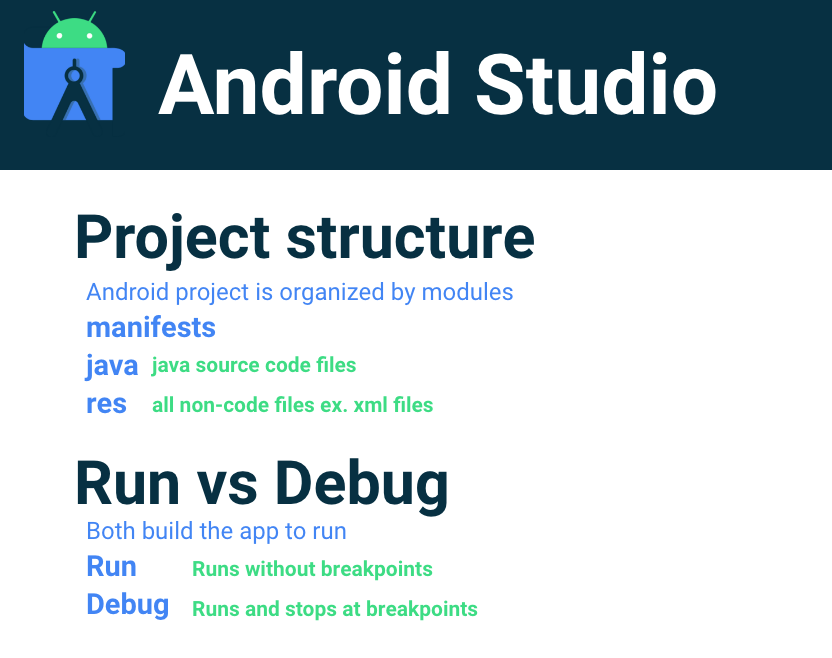 Android Studio
Project structure
Android project is organized by modules
manifests
java java source code files
res all non-code files ex. xml files
Run vs Debug
Both build the app to run
Run Runs without breakpoints
Debug Runs and stops at breakpoints